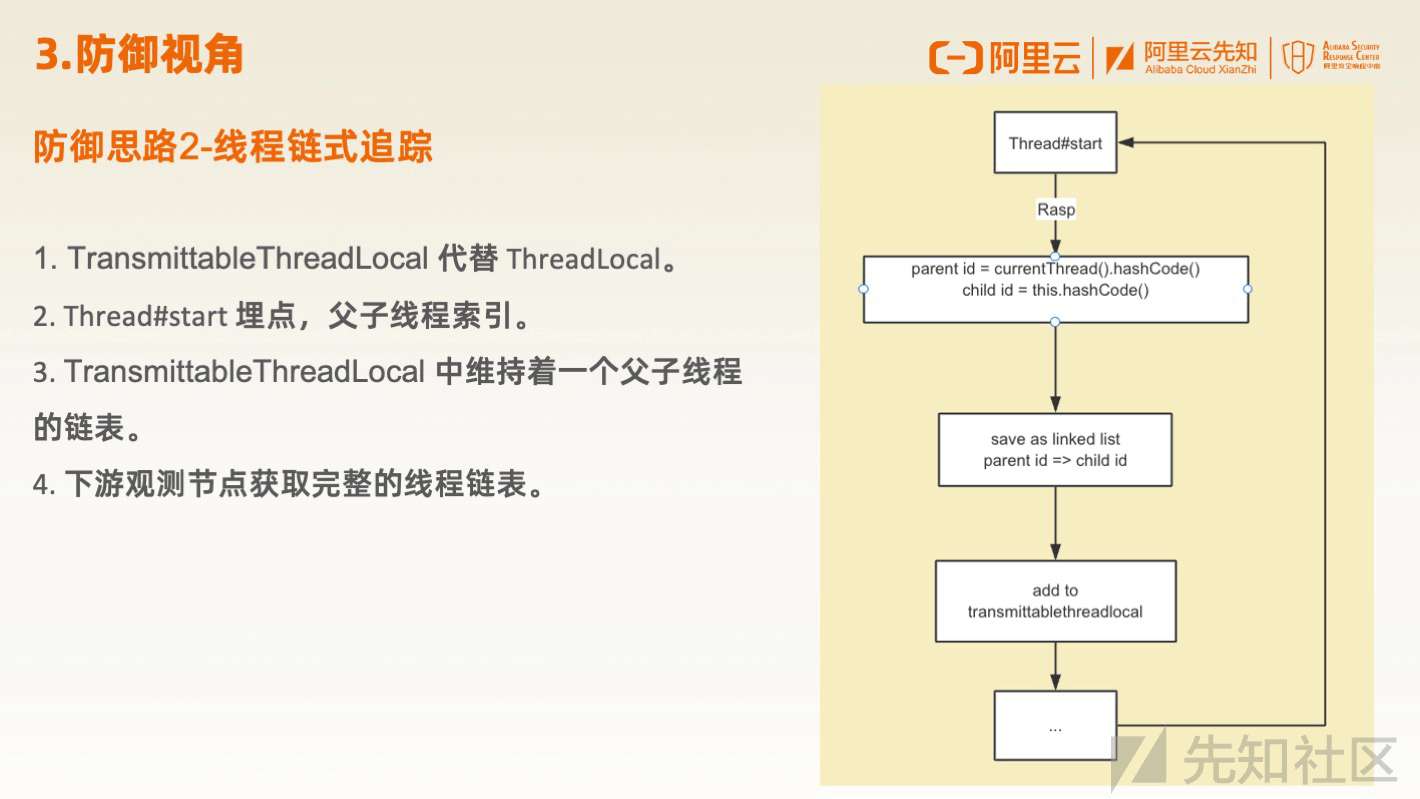 3.防御视角
阿里云
阿里云先知
Alibaba Cloud XianZhi
ALIBABA SECURITY
RESPONSE CENTER
阿里安全响应中心
防御思路2-线程链式追踪
1. TransmittableThreadLocal 代替 ThreadLocal。
2. Thread#start 埋点，父子线程索引。
3. TransmittableThreadLocal 中维持着一个父子线程
的链表。
4. 下游观测节点获取完整的线程链表。
Thread#start
Rasp
parent id = currentThread().hashCode()
child id = this.hashCode()
save as linked list
parent id => child id
add to
transmittablethreadlocal
...
先知社区